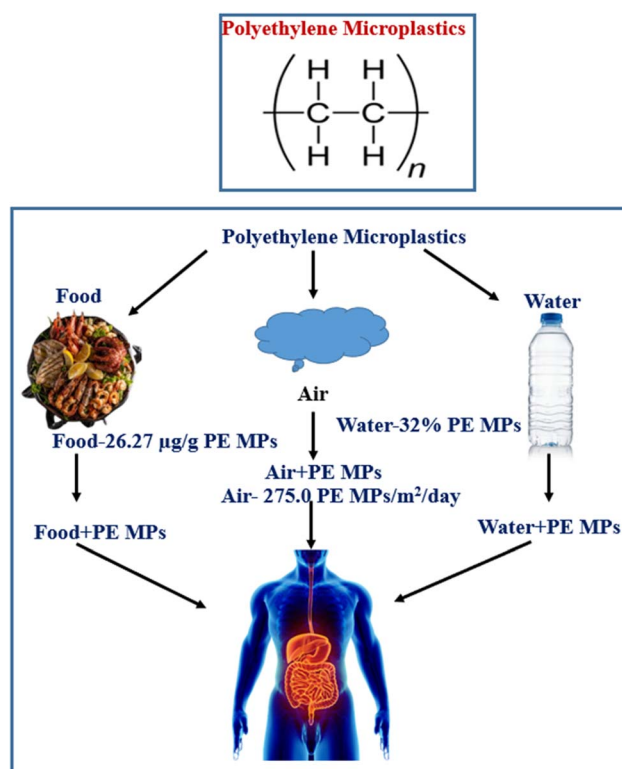 Polyethylene Microplastics
H H
C C
H H
n
Polyethylene Microplastics
Food
Water
Air
Water-32% PE MPs
Food-26.27 µg/g PE MPs
Air+PE MPs
Air- 275.0 PE MPs/m²/day
Food+PE MPs
Water+PE MPs